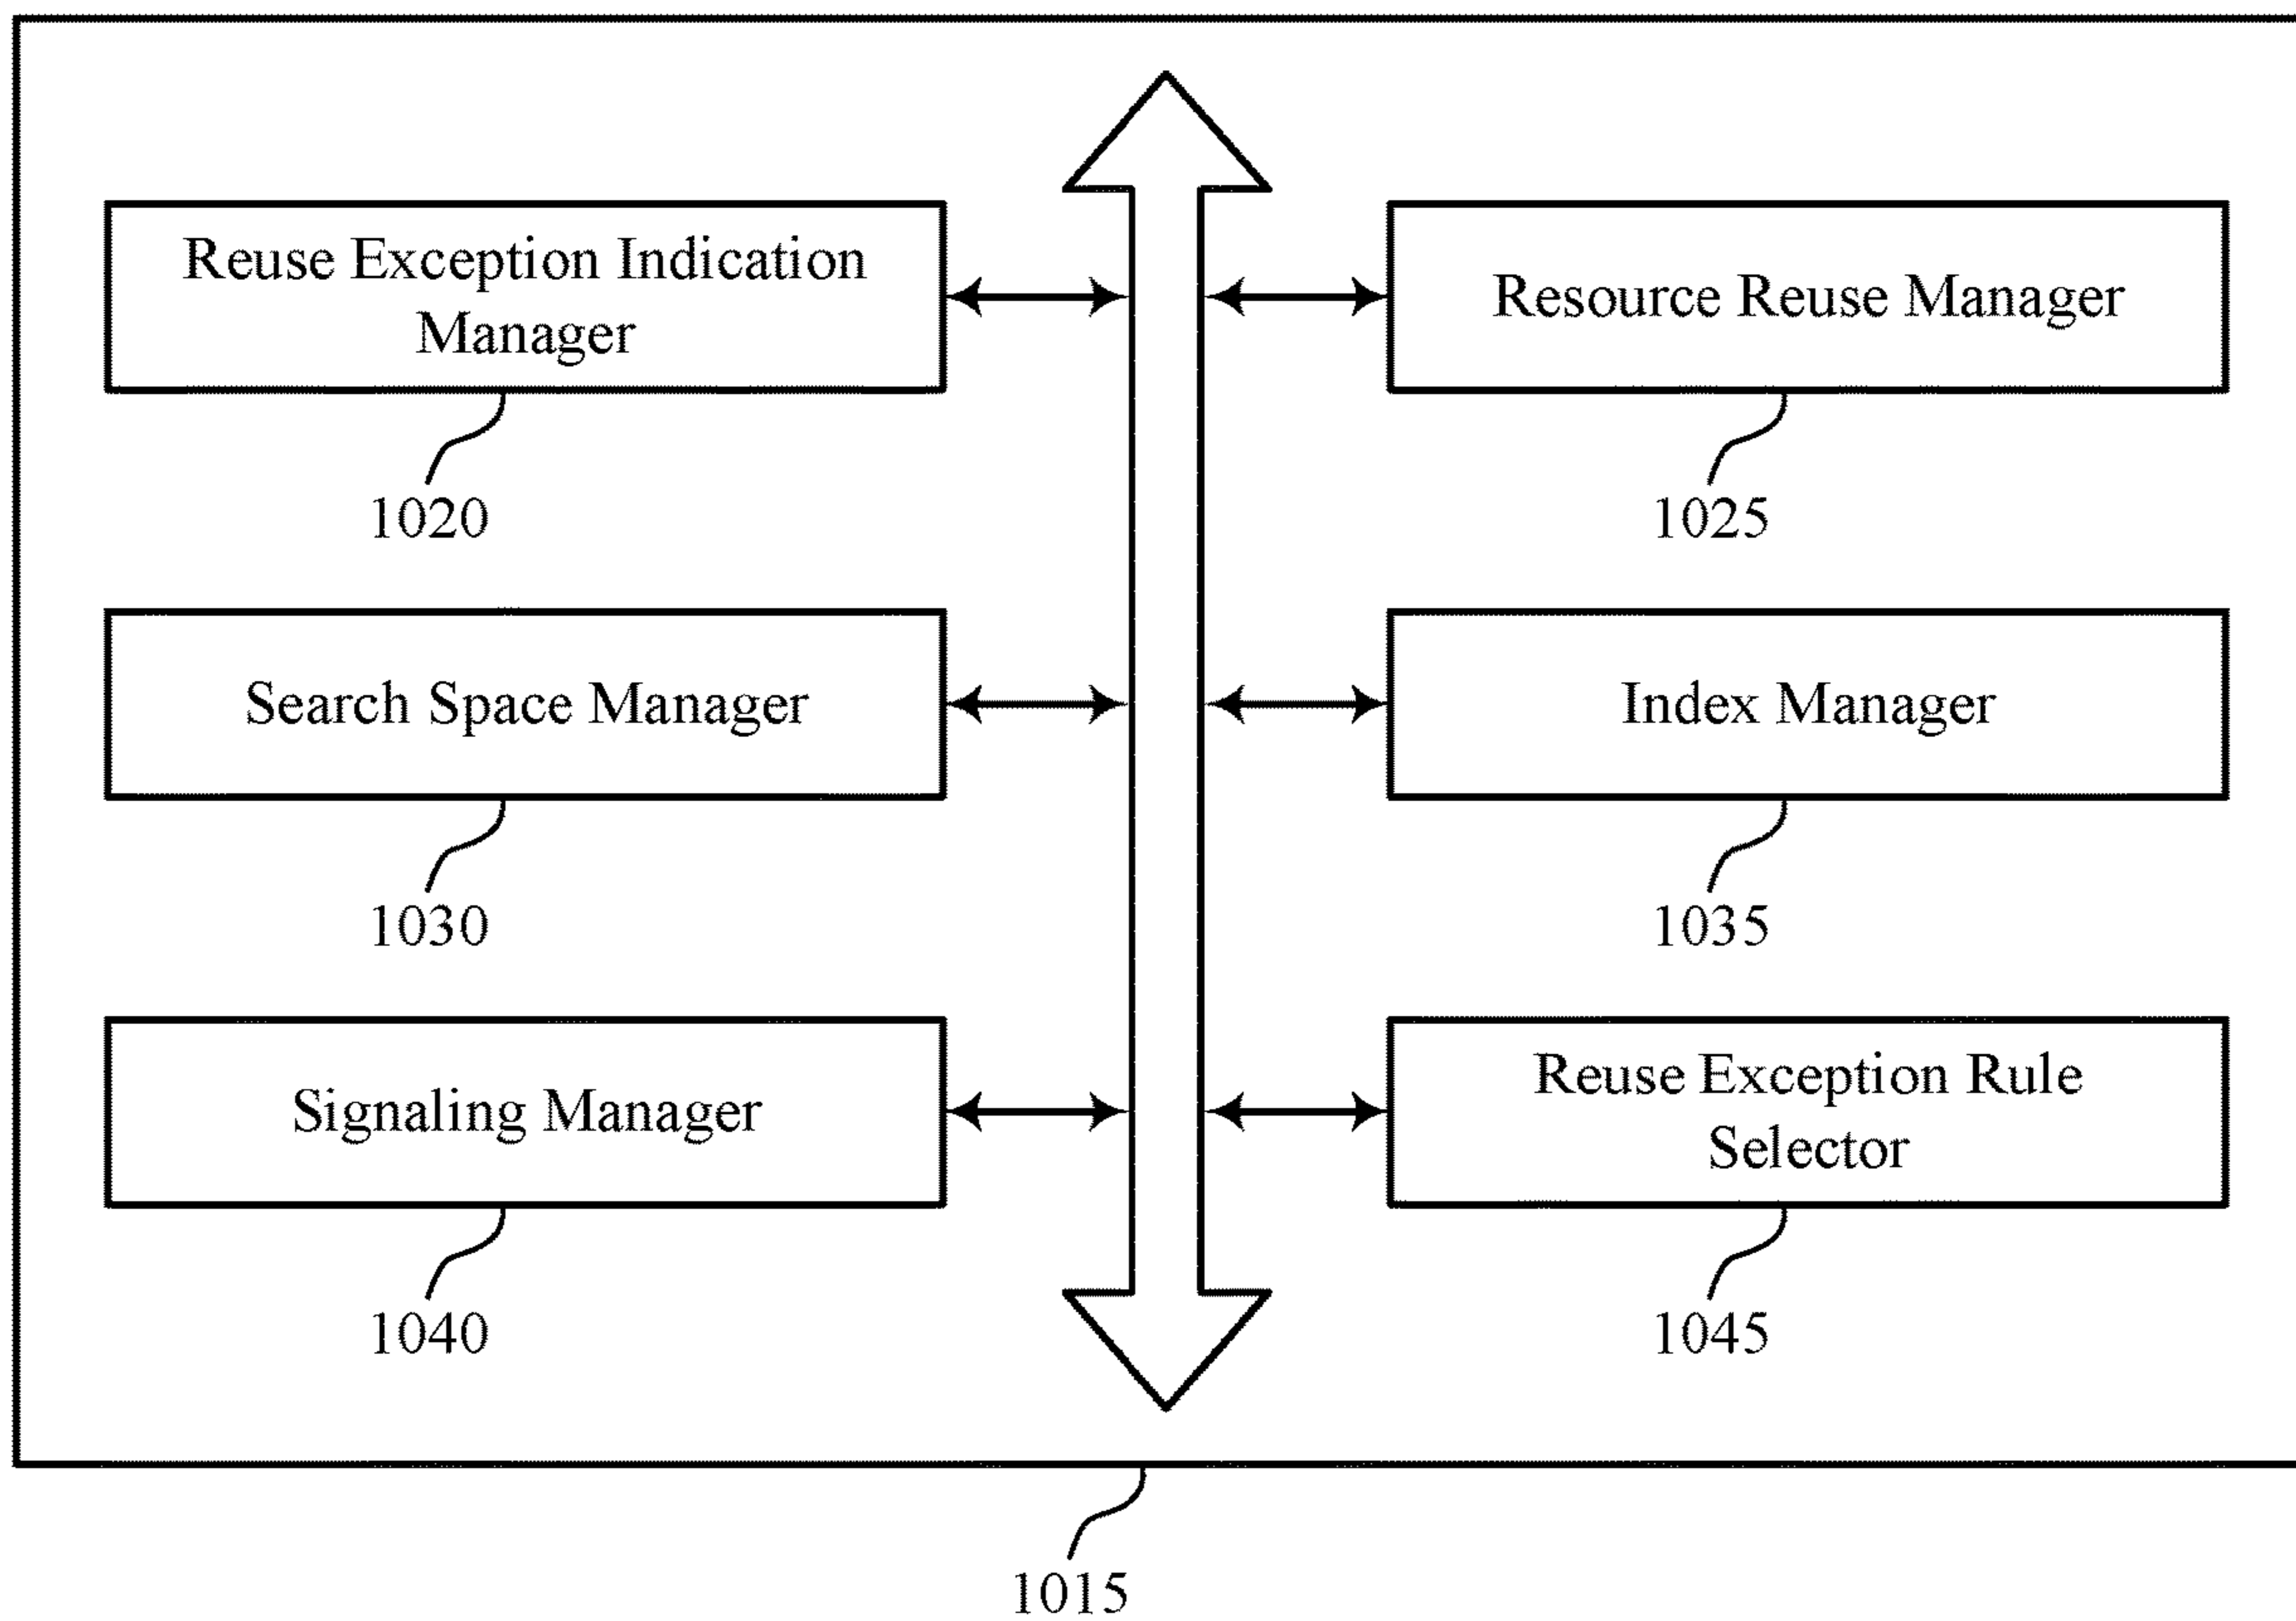 Reuse Exception Indication
Manager
1020
Resource Reuse Manager
1025
Search Space Manager
1030
Index Manager
1035
Signaling Manager
1040
Reuse Exception Rule
Selector
1045
1015